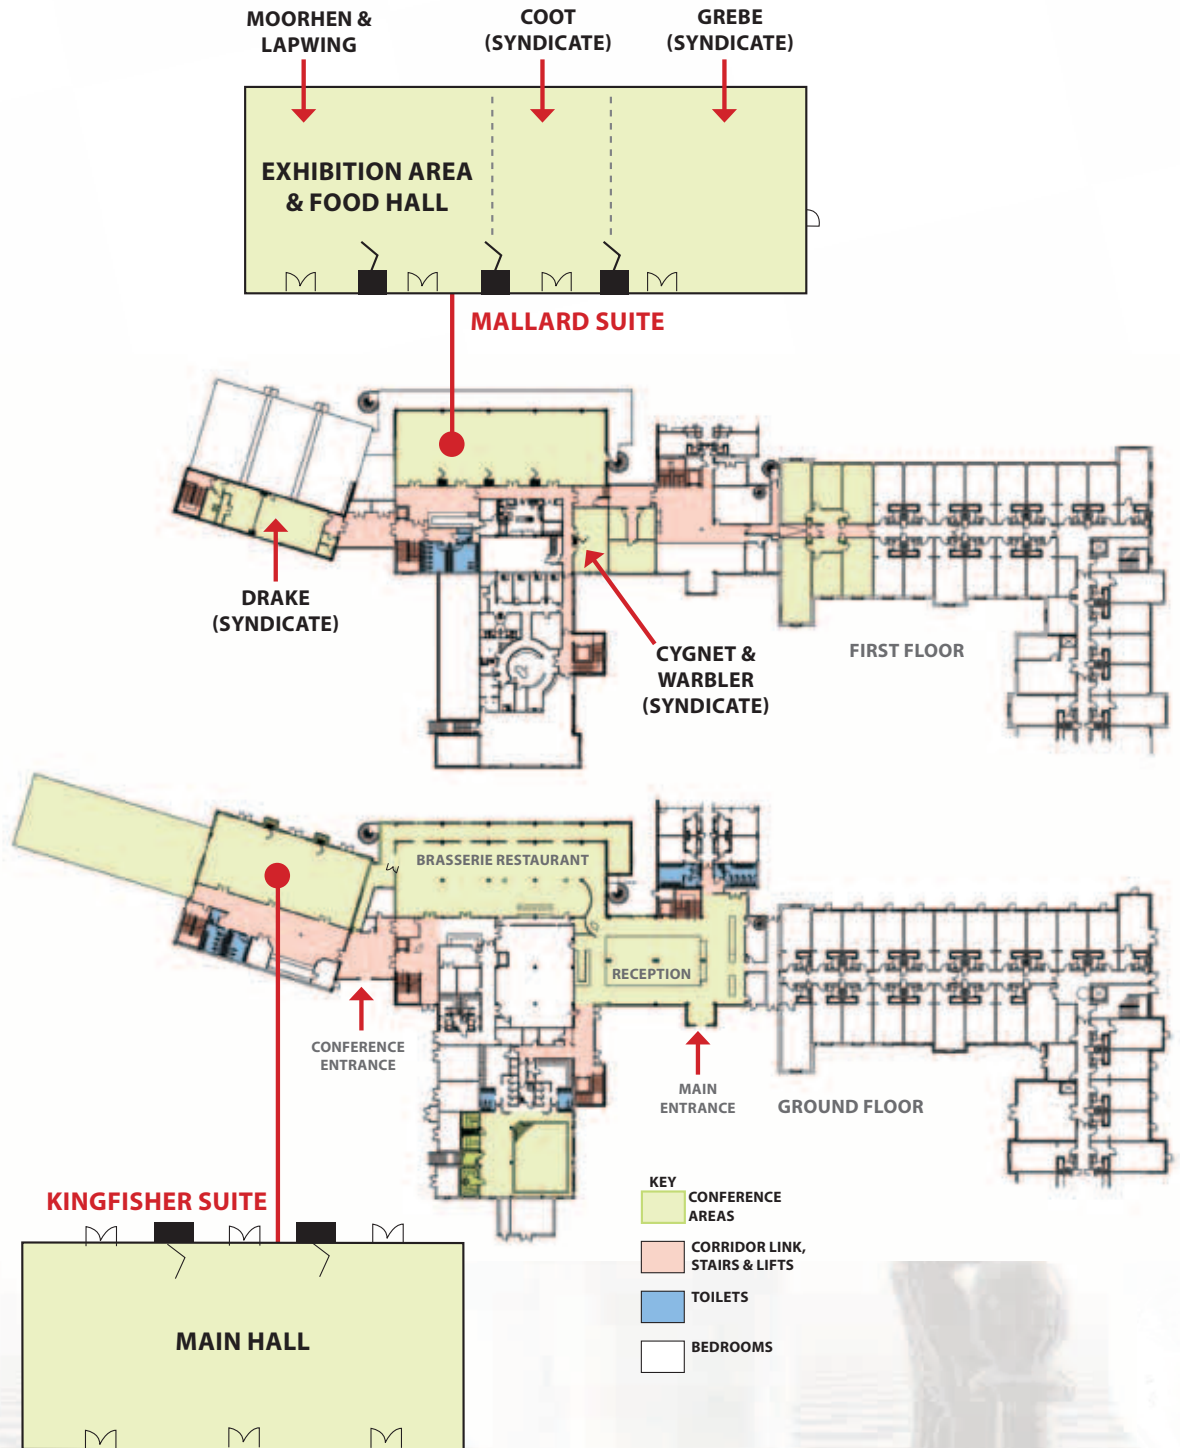 MOORHEN &
LAPWING
COOT
(SYNDICATE)
GREBE
(SYNDICATE)
EXHIBITION AREA
& FOOD HALL
MALLARD SUITE
DRAKE
(SYNDICATE)
CYGNET &
WARBLER
(SYNDICATE)
FIRST FLOOR
BRASSERIE RESTAURANT
RECEPTION
CONFERENCE
ENTRANCE
MAIN
ENTRANCE
GROUND FLOOR
KINGFISHER SUITE
MAIN HALL
KEY
CONFERENCE
AREAS
CORRIDOR LINK,
STAIRS & LIFTS
TOILETS
BEDROOMS